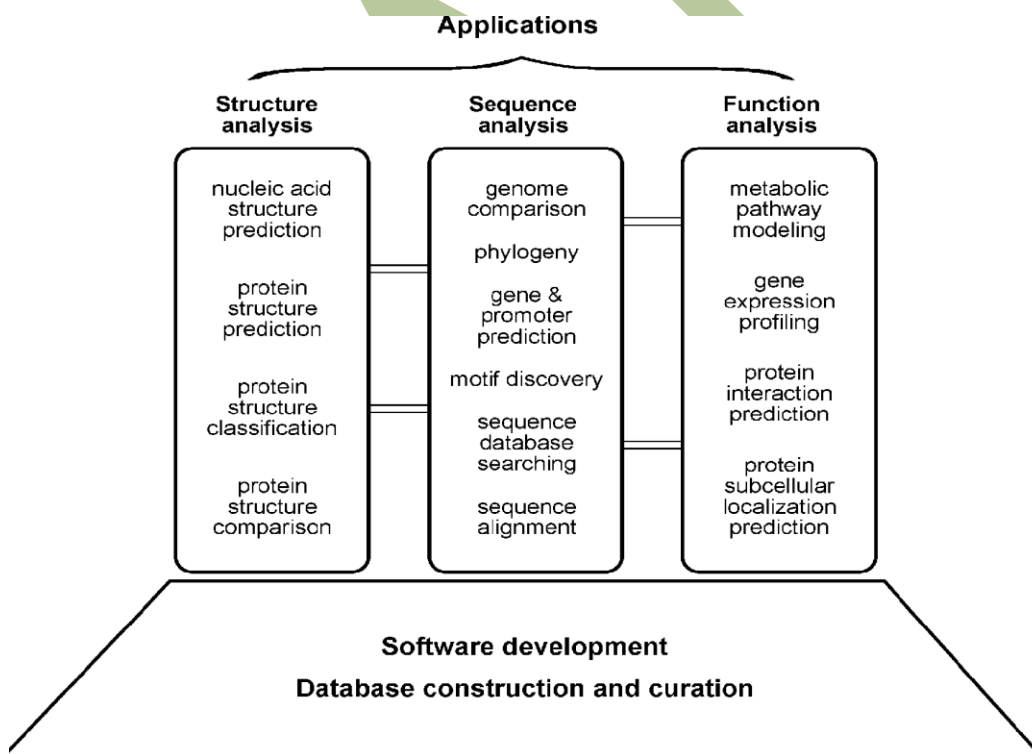 Applications
Structure
analysis
nucleic acid
structure
prediction
protein
structure
prediction
protein
structure
classification
protein
structure
comparison
Sequence
analysis
genome
comparison
phylogeny
gene &
promoter
prediction
motif discovery
sequence
database
searching
sequence
alignment
Function
analysis
metabolic
pathway
modeling
gene
expression
profiling
protein
interaction
prediction
protein
subcellular
localization
prediction
Software development
Database construction and curation